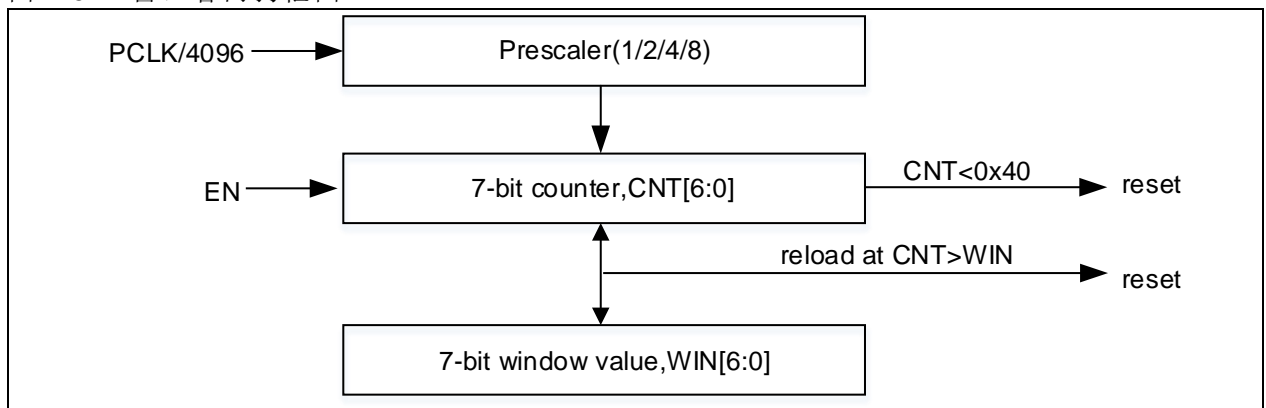 PCLK/4096
Prescaler(1/2/4/8)
EN
7-bit counter,CNT[6:0]
CNT<0x40
reset
reload at CNT>WIN
reset
7-bit window value,WIN[6:0]